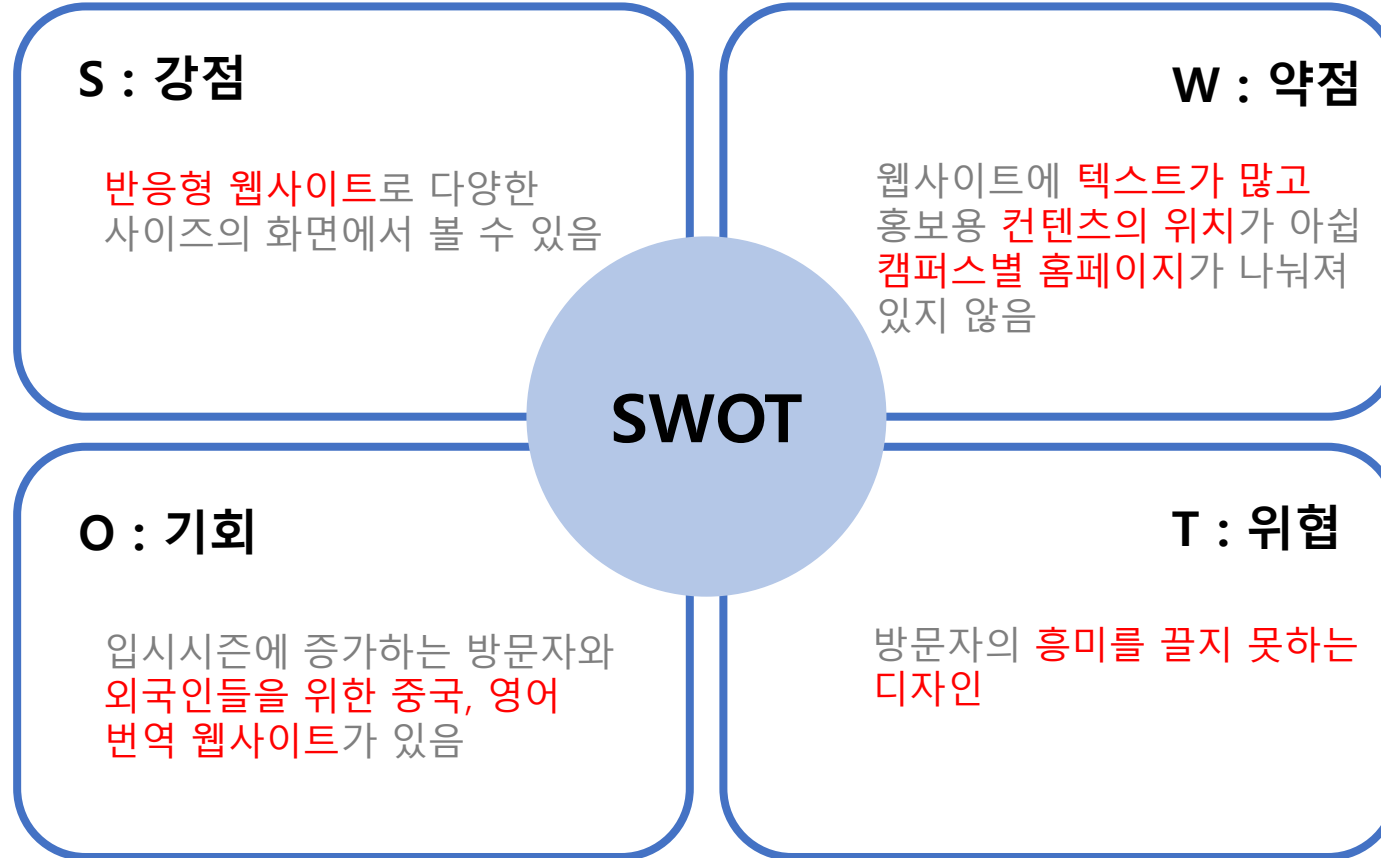 S : 강점
반응형 웹사이트로 다양한
사이즈의 화면에서 볼 수 있음
W : 약점
웹사이트에 텍스트가 많고
홍보용 컨텐츠의 위치가 아쉽
캠퍼스별 홈페이지가 나눠져
있지 않음
SWOT
O : 기회
입시시즌에 증가하는 방문자와
외국인들을 위한 중국, 영어
번역 웹사이트가 있음
T : 위협
방문자의 흥미를 끌지 못하는
디자인